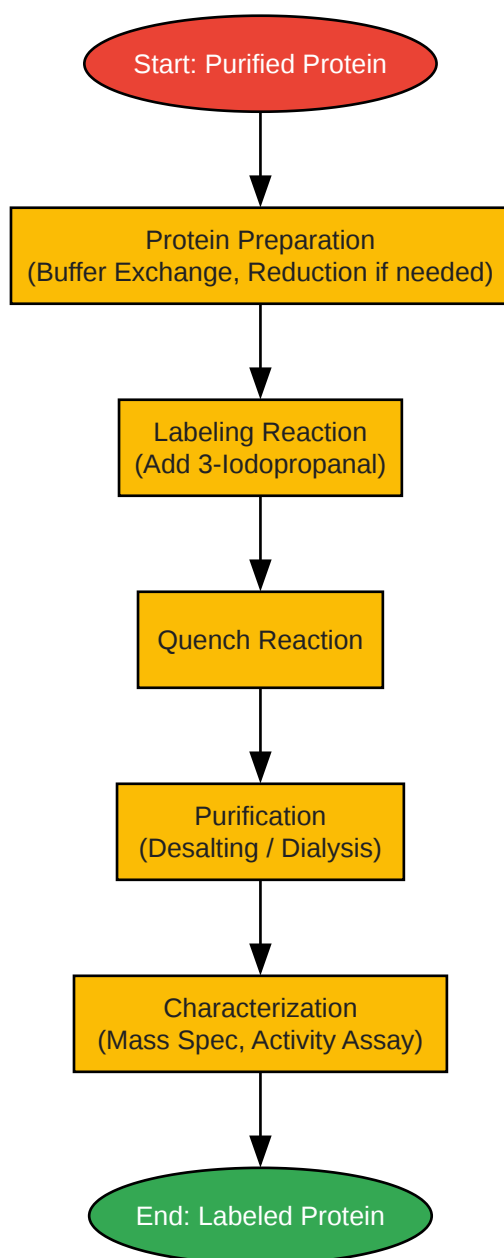 Start: Purified Protein
Protein Preparation
(Buffer Exchange, Reduction if needed)
Labeling Reaction
(Add 3-Iodopropanal)
Quench Reaction
Purification
(Desalting / Dialysis)
Characterization
(Mass Spec, Activity Assay)
End: Labeled Protein